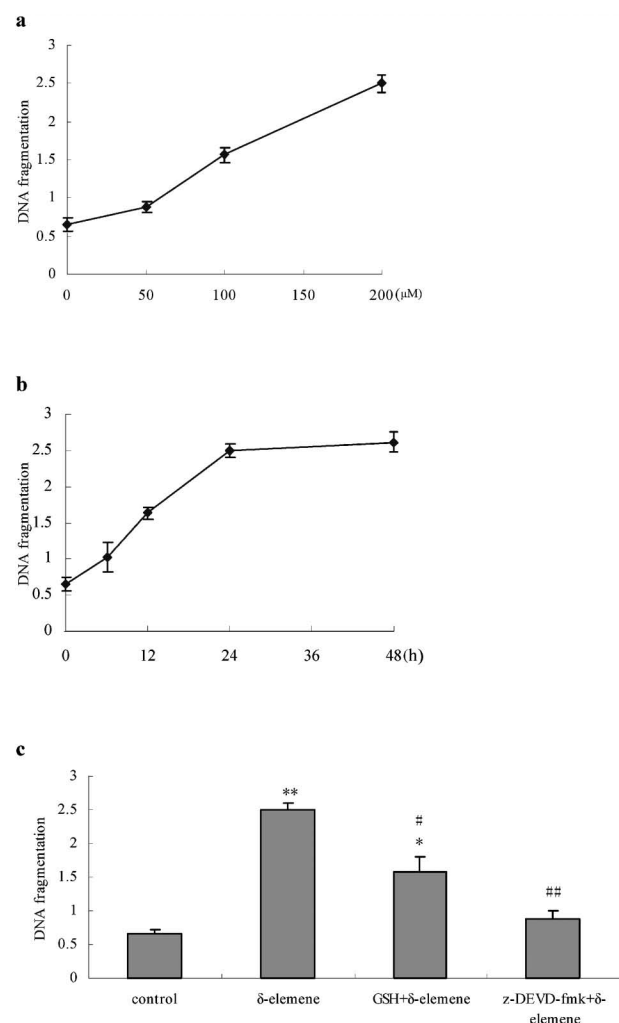 a
DNA fragmentation
3
2.5
2
1.5
1
0.5
0
0 50 100 150 200 (μM)
b
DNA fragmentation
3
2.5
2
1.5
1
0.5
0
0 12 24 36 48(h)
c
DNA fragmentation
3
2.5
2
1.5
1
0.5
0
**
#
*
##
control δ-elemene GSH+δ-elemene z-DEVD-fmk+δ-
elemene